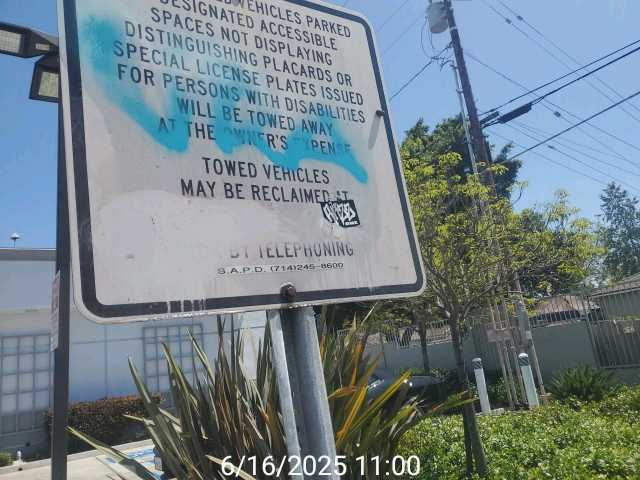 VEHICLES PARKED
DESIGNATED ACCESSIBLE
SPACES NOT DISPLAYING
DISTINGUISHING PLACARDS OR
SPECIAL LICENSE PLATES ISSUED
FOR PERSONS WITH DISABILITIES
WILL BE TOWED AWAY
AT THE OWNER'S EXPENSE
TOWED VEHICLES
MAY BE RECLAIMED AT
BY TELEPHONING
S.A.P.D. (714)245-8600
6/16/2025 11:00